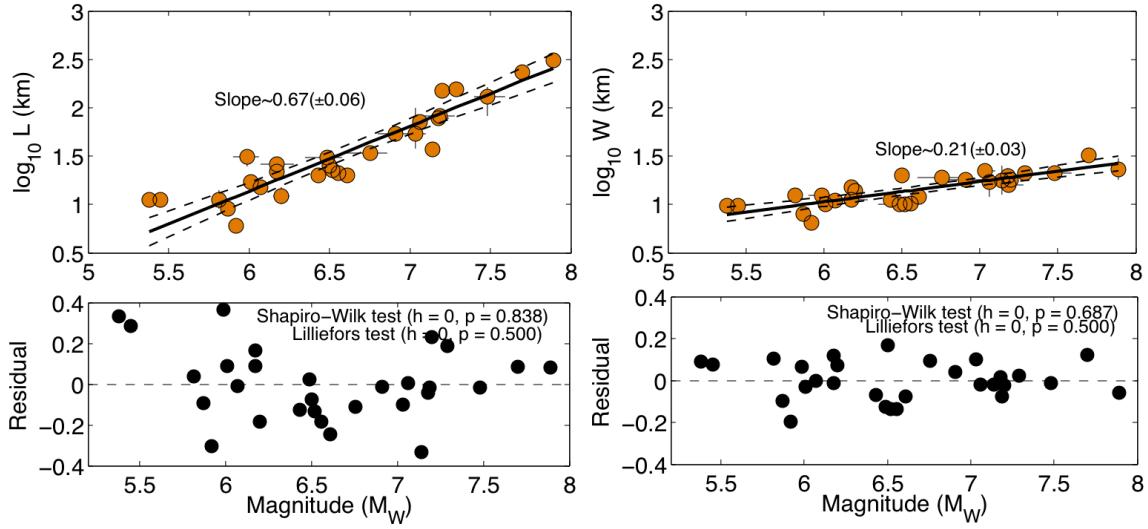 3
2.5
2
1.5
1
0.5
log10 L (km)
Slope~0.67(±0.06)
5 5.5 6 6.5 7 7.5 8
3
2.5
2
1.5
1
0.5
log10 W (km)
Slope~0.21(±0.03)
5 5.5 6 6.5 7 7.5 8
0.4
0.2
0
−0.2
−0.4
Residual
Shapiro−Wilk test (h = 0, p = 0.838)
Lilliefors test (h = 0, p = 0.500)
5.5 6 6.5 7 7.5 8
Magnitude (MW)
0.4
0.2
0
−0.2
−0.4
Residual
Shapiro−Wilk test (h = 0, p = 0.687)
Lilliefors test (h = 0, p = 0.500)
5.5 6 6.5 7 7.5 8
Magnitude (MW)